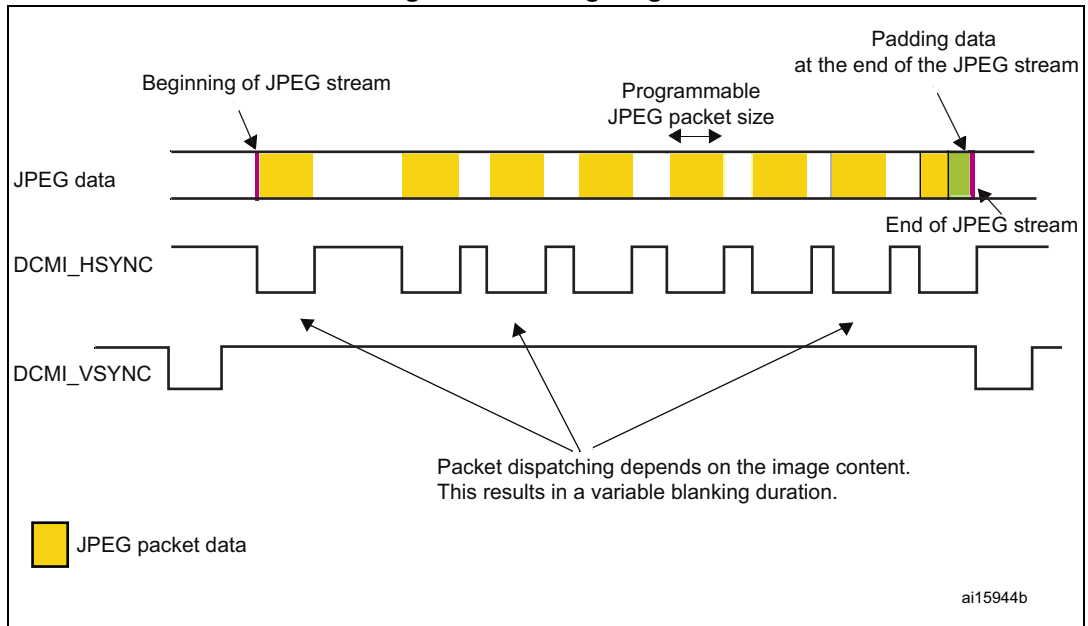 Padding data
at the end of the JPEG stream
Beginning of JPEG stream
Programmable
JPEG packet size
JPEG data
End of JPEG stream
DCMI_HSYNC
DCMI_VSYNC
Packet dispatching depends on the image content.
This results in a variable blanking duration.
JPEG packet data
ai15944b